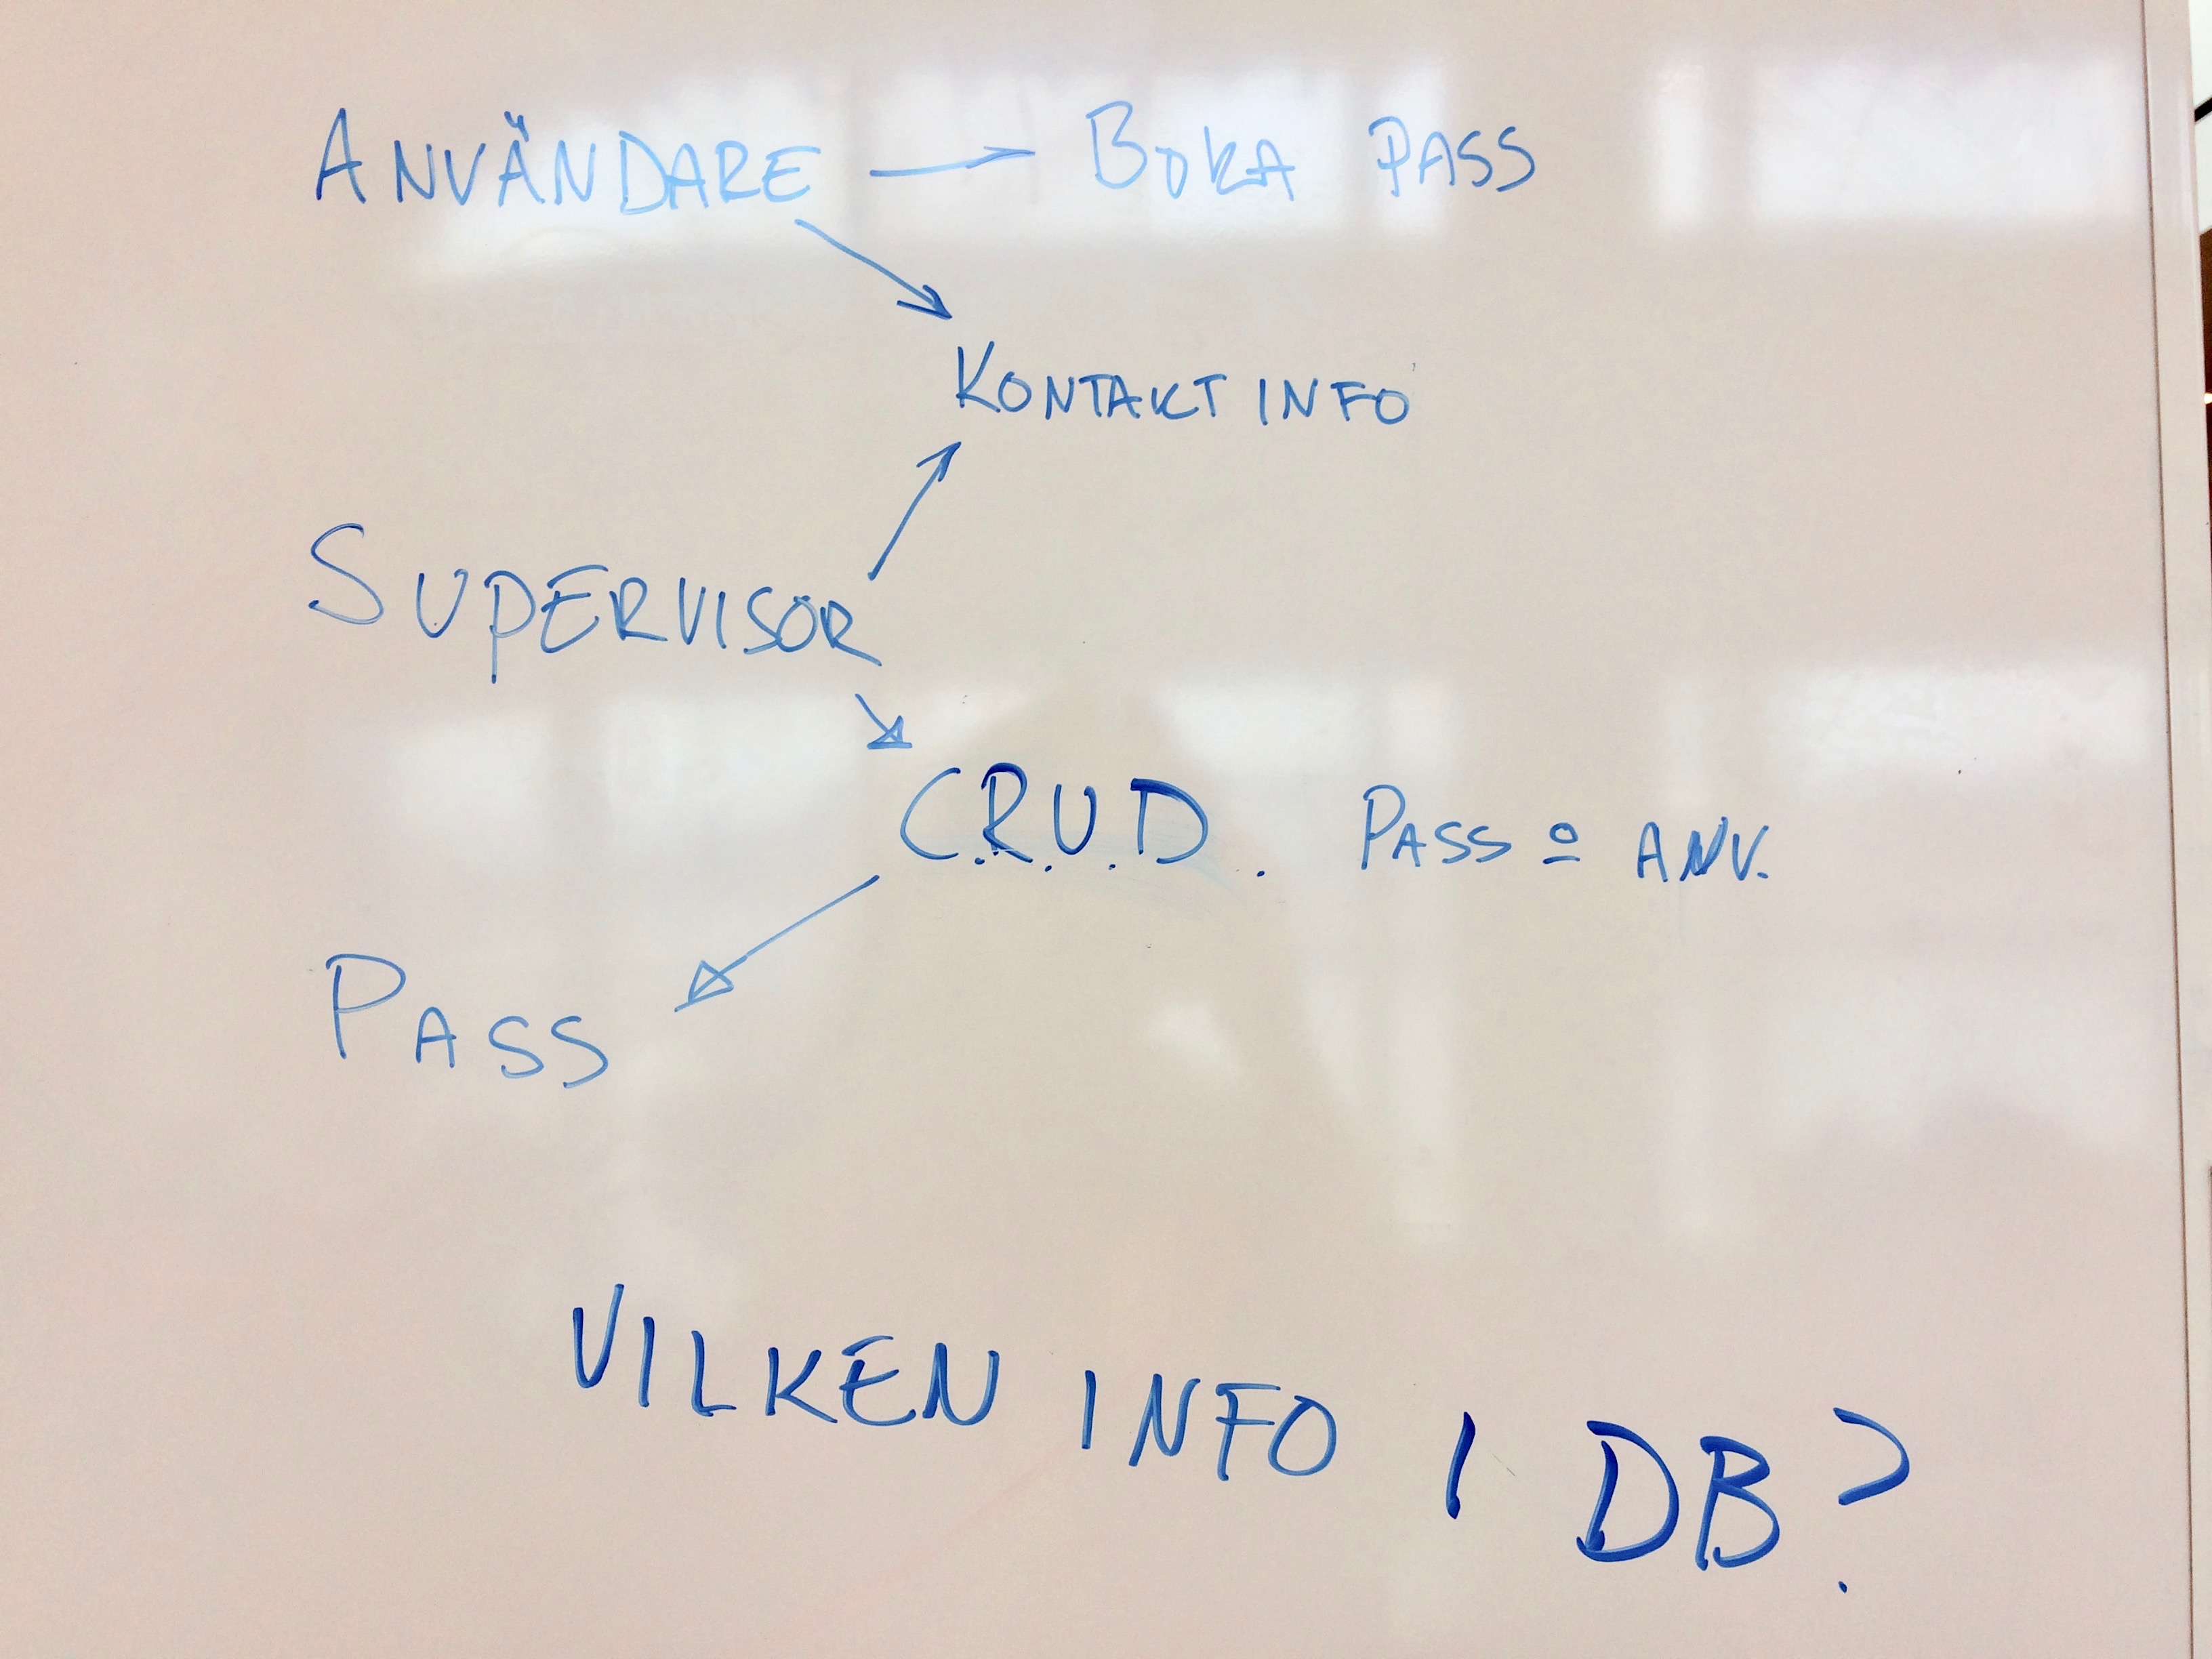 ANVÄNDARE → BOKA PASS
KONTAKT INFO
SUPERVISOR
C.R.U.D. PASS o ANV.
PASS
VILKEN INFO I DB?